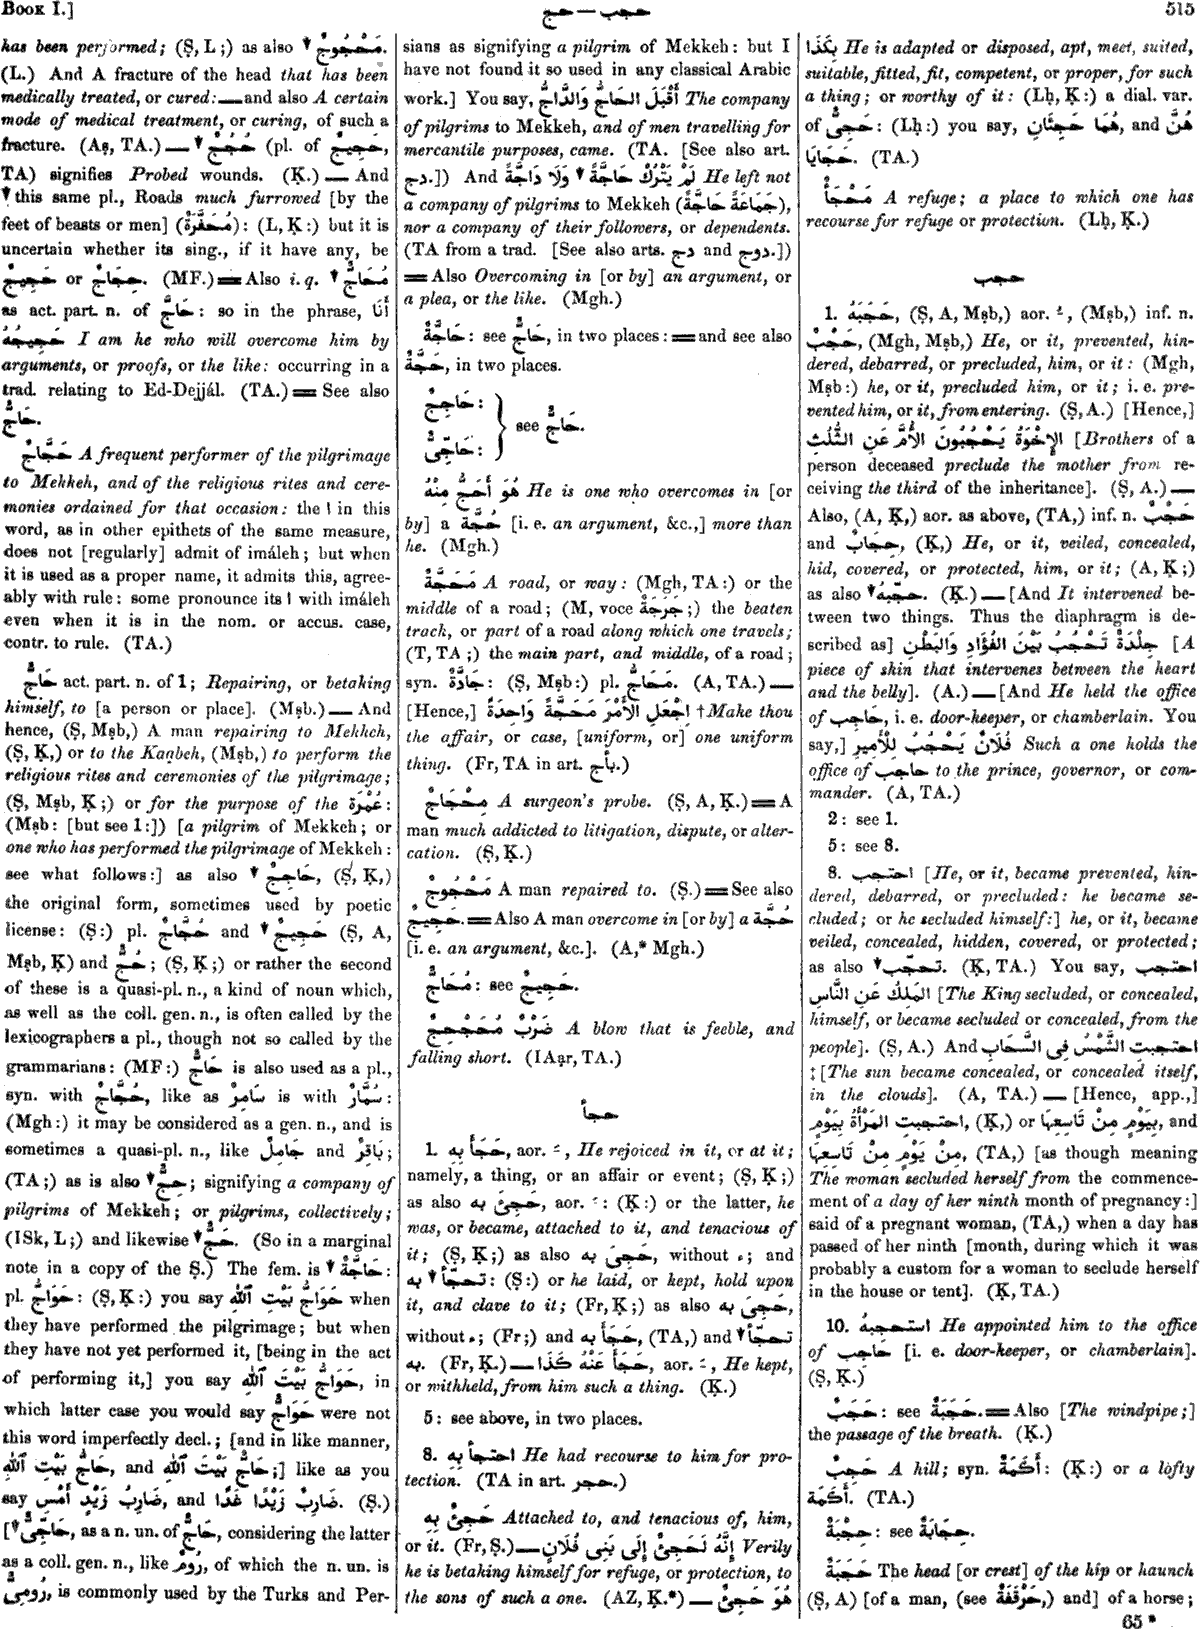 BOOK I.]
حجب — حج
515
has been performed; (Ṣ, L;) as also ▼ مَحْجُوجٌ.
(L.) And A fracture of the head that has been
medically treated, or cured:—and also A certain
mode of medical treatment, or curing, of such a
fracture. (Aṣ, TA.) — ▼ حُجُجٌ (pl. of حَجِيجٌ,
TA) signifies Probed wounds. (Ḳ.) — And
▼ this same pl., Roads much furrowed [by the
feet of beasts or men] (مُحَفَّرَةٌ): (L, Ḳ:) but it is
uncertain whether its sing., if it have any, be
حَجِيجٌ or حِجَاجٌ. (MF.) = Also i. q. ▼ مُحَاجٌّ
as act. part. n. of حَاجَّ: so in the phrase, أَنَا
حَجِيجُهُ I am he who will overcome him by
arguments, or proofs, or the like: occurring in a
trad. relating to Ed-Dejjál. (TA.) = See also
حَاجٌّ.
حَجَّاجٌ A frequent performer of the pilgrimage
to Mekkeh, and of the religious rites and cere-
monies ordained for that occasion: the ا in this
word, as in other epithets of the same measure,
does not [regularly] admit of imáleh; but when
it is used as a proper name, it admits this, agree-
ably with rule: some pronounce its ا with imáleh
even when it is in the nom. or accus. case,
contr. to rule. (TA.)
حَاجٌّ act. part. n. of 1; Repairing, or betaking
himself, to [a person or place]. (Mṣb.) — And
hence, (Ṣ, Mṣb,) A man repairing to Mekkeh,
(Ṣ, Ḳ,) or to the Kaạbeh, (Mṣb,) to perform the
religious rites and ceremonies of the pilgrimage;
(Ṣ, Mṣb, Ḳ;) or for the purpose of the عُمْرَة:
(Mṣb: [but see 1:]) [a pilgrim of Mekkeh; or
one who has performed the pilgrimage of Mekkeh:
see what follows:] as also ▼ حَاجِجٌ, (Ṣ, Ḳ,)
the original form, sometimes used by poetic
license: (Ṣ:) pl. حُجَّاجٌ and ▼ حَجِيجٌ (Ṣ, A,
Mṣb, Ḳ) and حُجٌّ; (Ṣ, Ḳ;) or rather the second
of these is a quasi-pl. n., a kind of noun which,
as well as the coll. gen. n., is often called by the
lexicographers a pl., though not so called by the
grammarians: (MF:) حَاجٌّ is also used as a pl.,
syn. with حُجَّاجٌ, like as سَامِرٌ is with سُمَّارٌ:
(Mgh:) it may be considered as a gen. n., and is
sometimes a quasi-pl. n., like جَامِلٌ and بَاقِرٌ;
(TA;) as is also ▼ حِجٌّ; signifying a company of
pilgrims of Mekkeh; or pilgrims, collectively;
(ISk, L;) and likewise ▼ حَجٌّ. (So in a marginal
note in a copy of the Ṣ.) The fem. is ▼ حَاجَّةٌ:
pl. حَوَاجُّ: (Ṣ, Ḳ:) you say حَوَاجُّ بَيْتِ ٱللّٰهِ when
they have performed the pilgrimage; but when
they have not yet performed it, [being in the act
of performing it,] you say حَوَاجُّ بَيْتَ ٱللّٰهِ, in
which latter case you would say حَوَاجٌّ were not
this word imperfectly decl.; [and in like manner,
حَاجُّ بَيْتِ ٱللّٰهِ, and حَاجٌّ بَيْتَ ٱللّٰهِ;] like as you
say ضَارِبُ زَيْدٍ أَمْسِ, and ضَارِبٌ زَيْدًا غَدًا. (Ṣ.)
[▼ حَاجِّىٌّ, as a n. un. of حَاجٌّ, considering the latter
as a coll. gen. n., like رُومٌ, of which the n. un. is
رُومِىٌّ, is commonly used by the Turks and Per-
sians as signifying a pilgrim of Mekkeh: but I
have not found it so used in any classical Arabic
work.] You say, أَقْبَلَ الحَاجُّ وَالدَّاجُّ The company
of pilgrims to Mekkeh, and of men travelling for
mercantile purposes, came. (TA. [See also art.
دج.]) And لَمْ يَتْرُكْ حَاجَّةً ▼ وَلَا دَاجَّةً He left not
a company of pilgrims to Mekkeh (جَمَاعَةً حَاجَّةً),
nor a company of their followers, or dependents.
(TA from a trad. [See also arts. دج and دوج.])
= Also Overcoming in [or by] an argument, or
a plea, or the like. (Mgh.)
حَاجَّةٌ: see حَاجٌّ, in two places: = and see also
حَجَّةٌ, in two places.
حَاجِجٌ:
حَاجِّىٌّ:
} see حَاجٌّ.
هُوَ أَحَجُّ مِنْهُ He is one who overcomes in [or
by] a حُجَّة [i. e. an argument, &c.,] more than
he. (Mgh.)
مَحَجَّةٌ A road, or way: (Mgh, TA:) or the
middle of a road; (M, voce جَرَجَةٌ;) the beaten
track, or part of a road along which one travels;
(T, TA;) the main part, and middle, of a road;
syn. جَادَّةٌ: (Ṣ, Mṣb:) pl. مَحَاجُّ. (A, TA.) —
[Hence,] اِجْعَلِ الأَمْرَ مَحَجَّةً وَاحِدَةً †Make thou
the affair, or case, [uniform, or] one uniform
thing. (Fr, TA in art. بأج.)
مِحْجَاجٌ A surgeon's probe. (Ṣ, A, Ḳ.) = A
man much addicted to litigation, dispute, or alter-
cation. (Ṣ, Ḳ.)
مَحْجُوجٌ A man repaired to. (Ṣ.) = See also
حَجِيجٌ. = Also A man overcome in [or by] a حُجَّة
[i. e. an argument, &c.]. (A,* Mgh.)
مُحَاجٌّ: see حَجِيجٌ.
ضَرْبٌ مُحَجْحِجٌ A blow that is feeble, and
falling short. (IAạr, TA.)
حجأ
1. حَجَأَ بِهِ, aor. ـَ, He rejoiced in it, or at it;
namely, a thing, or an affair or event; (Ṣ, Ḳ;)
as also حَجِئَ به, aor. ـَ: (Ḳ:) or the latter, he
was, or became, attached to it, and tenacious of
it; (Ṣ, Ḳ;) as also حَجِىَ به, without ء; and
▼ تحجّأ به: (Ṣ:) or he laid, or kept, hold upon
it, and clave to it; (Fr, Ḳ;) as also حَجِىَ به,
without ء; (Fr;) and حَجَأَ به, (TA,) and ▼ تحجّأ
به. (Fr, Ḳ.) — حَجَأَ عَنْهُ كَذَا, aor. ـَ, He kept,
or withheld, from him such a thing. (Ḳ.)
5: see above, in two places.
8. احتجأ بِهِ He had recourse to him for pro-
tection. (TA in art. حجر.)
حَجِئٌ بِهِ Attached to, and tenacious of, him,
or it. (Fr, Ṣ.) — إِنَّهُ لَحَجِئٌ إِلَى بَنِى فُلَانٍ Verily
he is betaking himself for refuge, or protection, to
the sons of such a one. (AZ, Ḳ.*) — هُوَ حَجِئٌ
بِكَذَا He is adapted or disposed, apt, meet, suited,
suitable, fitted, fit, competent, or proper, for such
a thing; or worthy of it: (Lḥ, Ḳ:) a dial. var.
of حَجِىٌّ: (Lḥ:) you say, هُمَا حَجِئَانِ, and هُنَّ
حَجَايَا. (TA.)
مَحْجَأٌ A refuge; a place to which one has
recourse for refuge or protection. (Lḥ, Ḳ.)
حجب
1. حَجَبَهُ, (Ṣ, A, Mṣb,) aor. ـُ, (Mṣb,) inf. n.
حَجْبٌ, (Mgh, Mṣb,) He, or it, prevented, hin-
dered, debarred, or precluded, him, or it: (Mgh,
Mṣb:) he, or it, precluded him, or it; i. e. pre-
vented him, or it, from entering. (Ṣ, A.) [Hence,]
الإِخْوَةُ يَحْجُبُونَ الأُمَّ عَنِ الثُّلُثِ [Brothers of a
person deceased preclude the mother from re-
ceiving the third of the inheritance]. (Ṣ, A.) —
Also, (A, Ḳ,) aor. as above, (TA,) inf. n. حَجْبٌ
and حِجَابٌ, (Ḳ,) He, or it, veiled, concealed,
hid, covered, or protected, him, or it; (A, Ḳ;)
as also ▼ حجّبهُ. (Ḳ.) — [And It intervened be-
tween two things. Thus the diaphragm is de-
scribed as] جِلْدَةٌ تَحْجُبُ بَيْنَ الفُؤَادِ وَالبَطْنِ [A
piece of skin that intervenes between the heart
and the belly]. (A.) — [And He held the office
of حَاجِب, i. e. door-keeper, or chamberlain. You
say,] فُلَانٌ يَحْجُبُ لِلْأَمِيرِ Such a one holds the
office of حاجب to the prince, governor, or com-
mander. (A, TA.)
2: see 1.
5: see 8.
8. احتجب [He, or it, became prevented, hin-
dered, debarred, or precluded: he became se-
cluded; or he secluded himself:] he, or it, became
veiled, concealed, hidden, covered, or protected;
as also ▼ تحجّب. (Ḳ, TA.) You say, احتجب
المَلِكُ عَنِ النَّاسِ [The King secluded, or concealed,
himself, or became secluded or concealed, from the
people]. (Ṣ, A.) And احتجبتِ الشَّمْسُ فِى السَّحَابِ
‡[The sun became concealed, or concealed itself,
in the clouds]. (A, TA.) — [Hence, app.,]
احتجبتِ المَرْأَةُ بِيَوْمٍ, (Ḳ,) or بِيَوْمٍ مِنْ تَاسِعِهَا, and
مِنْ يَوْمٍ مِنْ تَاسِعِهَا, (TA,) [as though meaning
The woman secluded herself from the commence-
ment of a day of her ninth month of pregnancy:]
said of a pregnant woman, (TA,) when a day has
passed of her ninth [month, during which it was
probably a custom for a woman to seclude herself
in the house or tent]. (Ḳ, TA.)
10. استحجبهُ He appointed him to the office
of حَاجِب [i. e. door-keeper, or chamberlain].
(Ṣ, Ḳ.)
حَجَبٌ: see حَجَبَةٌ. = Also [The windpipe;]
the passage of the breath. (Ḳ.)
حَجِبٌ A hill; syn. أَكَمَةٌ: (Ḳ:) or a lofty
أَكَمَة. (TA.)
حِجْبَةٌ: see حِجَابَةٌ.
حَجَبَةٌ The head [or crest] of the hip or haunch
(Ṣ, A) [of a man, (see حَرْقَفَةٌ,) and] of a horse;
65 *